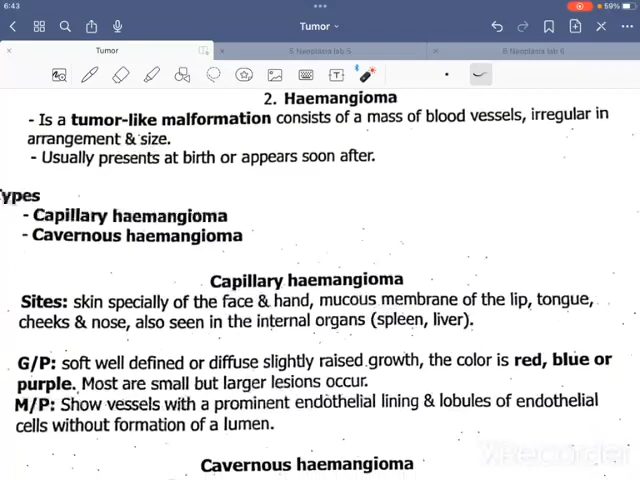 6:43
59%
Tumor
Tumor
5 Neoplasia lab 5
6 Neoplasia lab 6
2. Haemangioma
- Is a tumor-like malformation consists of a mass of blood vessels, irregular in
arrangement & size.
- Usually presents at birth or appears soon after.
ypes
- Capillary haemangioma
- Cavernous haemangioma
Capillary haemangioma
Sites: skin specially of the face & hand, mucous membrane of the lip, tongue,
cheeks & nose, also seen in the internal organs (spleen, liver).
G/P: soft well defined or diffuse slightly raised growth, the color is red, blue or
purple. Most are small but larger lesions occur.
M/P: Show vessels with a prominent endothelial lining & lobules of endothelial
cells without formation of a lumen.
Cavernous haemangioma